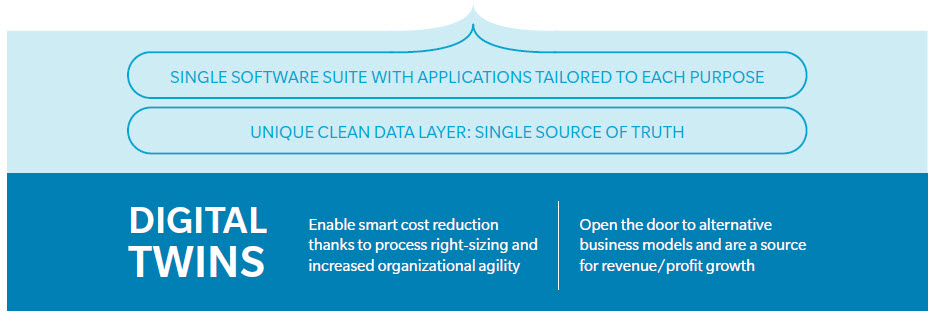 SINGLE SOFTWARE SUITE WITH APPLICATIONS TAILORED TO EACH PURPOSE
UNIQUE CLEAN DATA LAYER: SINGLE SOURCE OF TRUTH
DIGITAL
TWINS
Enable smart cost reduction
thanks to process right-sizing and
increased organizational agility
Open the door to alternative
business models and are a source
for revenue/profit growth